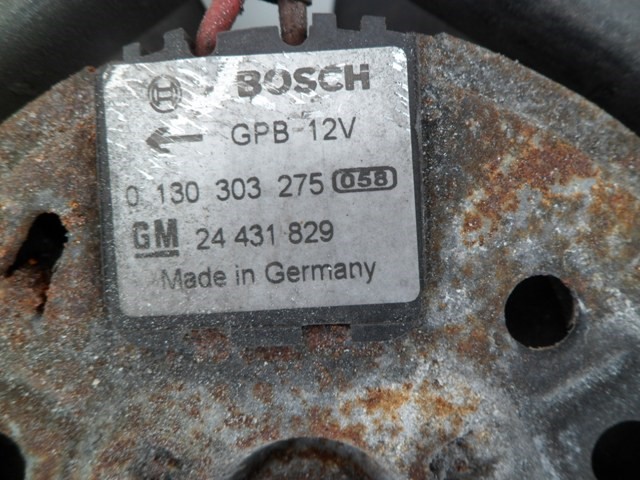 BOSCH
GPB-12V
0 130 303 275 058
GM 24 431 829
Made in Germany